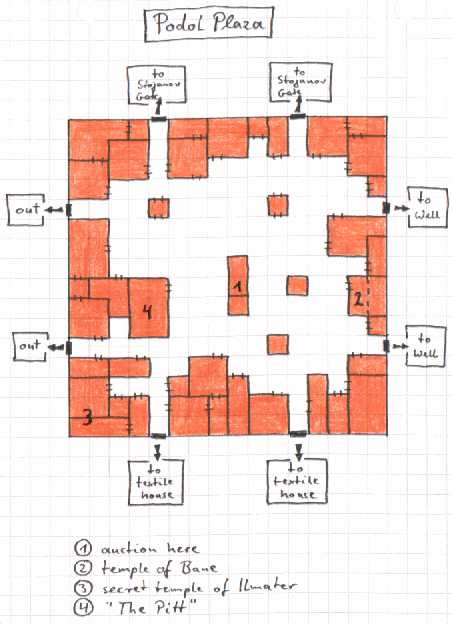 Podol Plaza
to
Stojanov
Gate
to
Stojanov
Gate
out
to
Well
1
2
4
out
to
Well
3
to
textile
house
to
textile
house
1 auction here
2 temple of Bane
3 secret temple of Ilmater
4 "The Pitt"